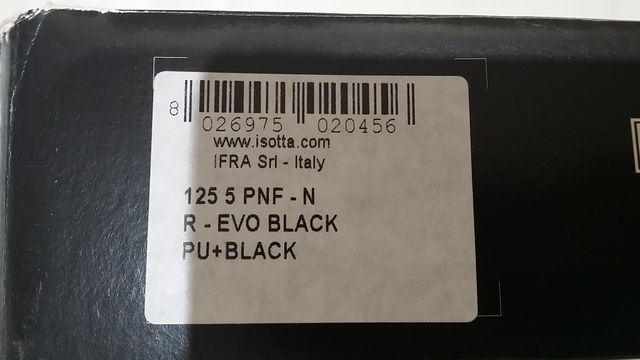 8 026975 020456
www.isotta.com
IFRA Srl - Italy
125 5 PNF - N
R - EVO BLACK
PU+BLACK